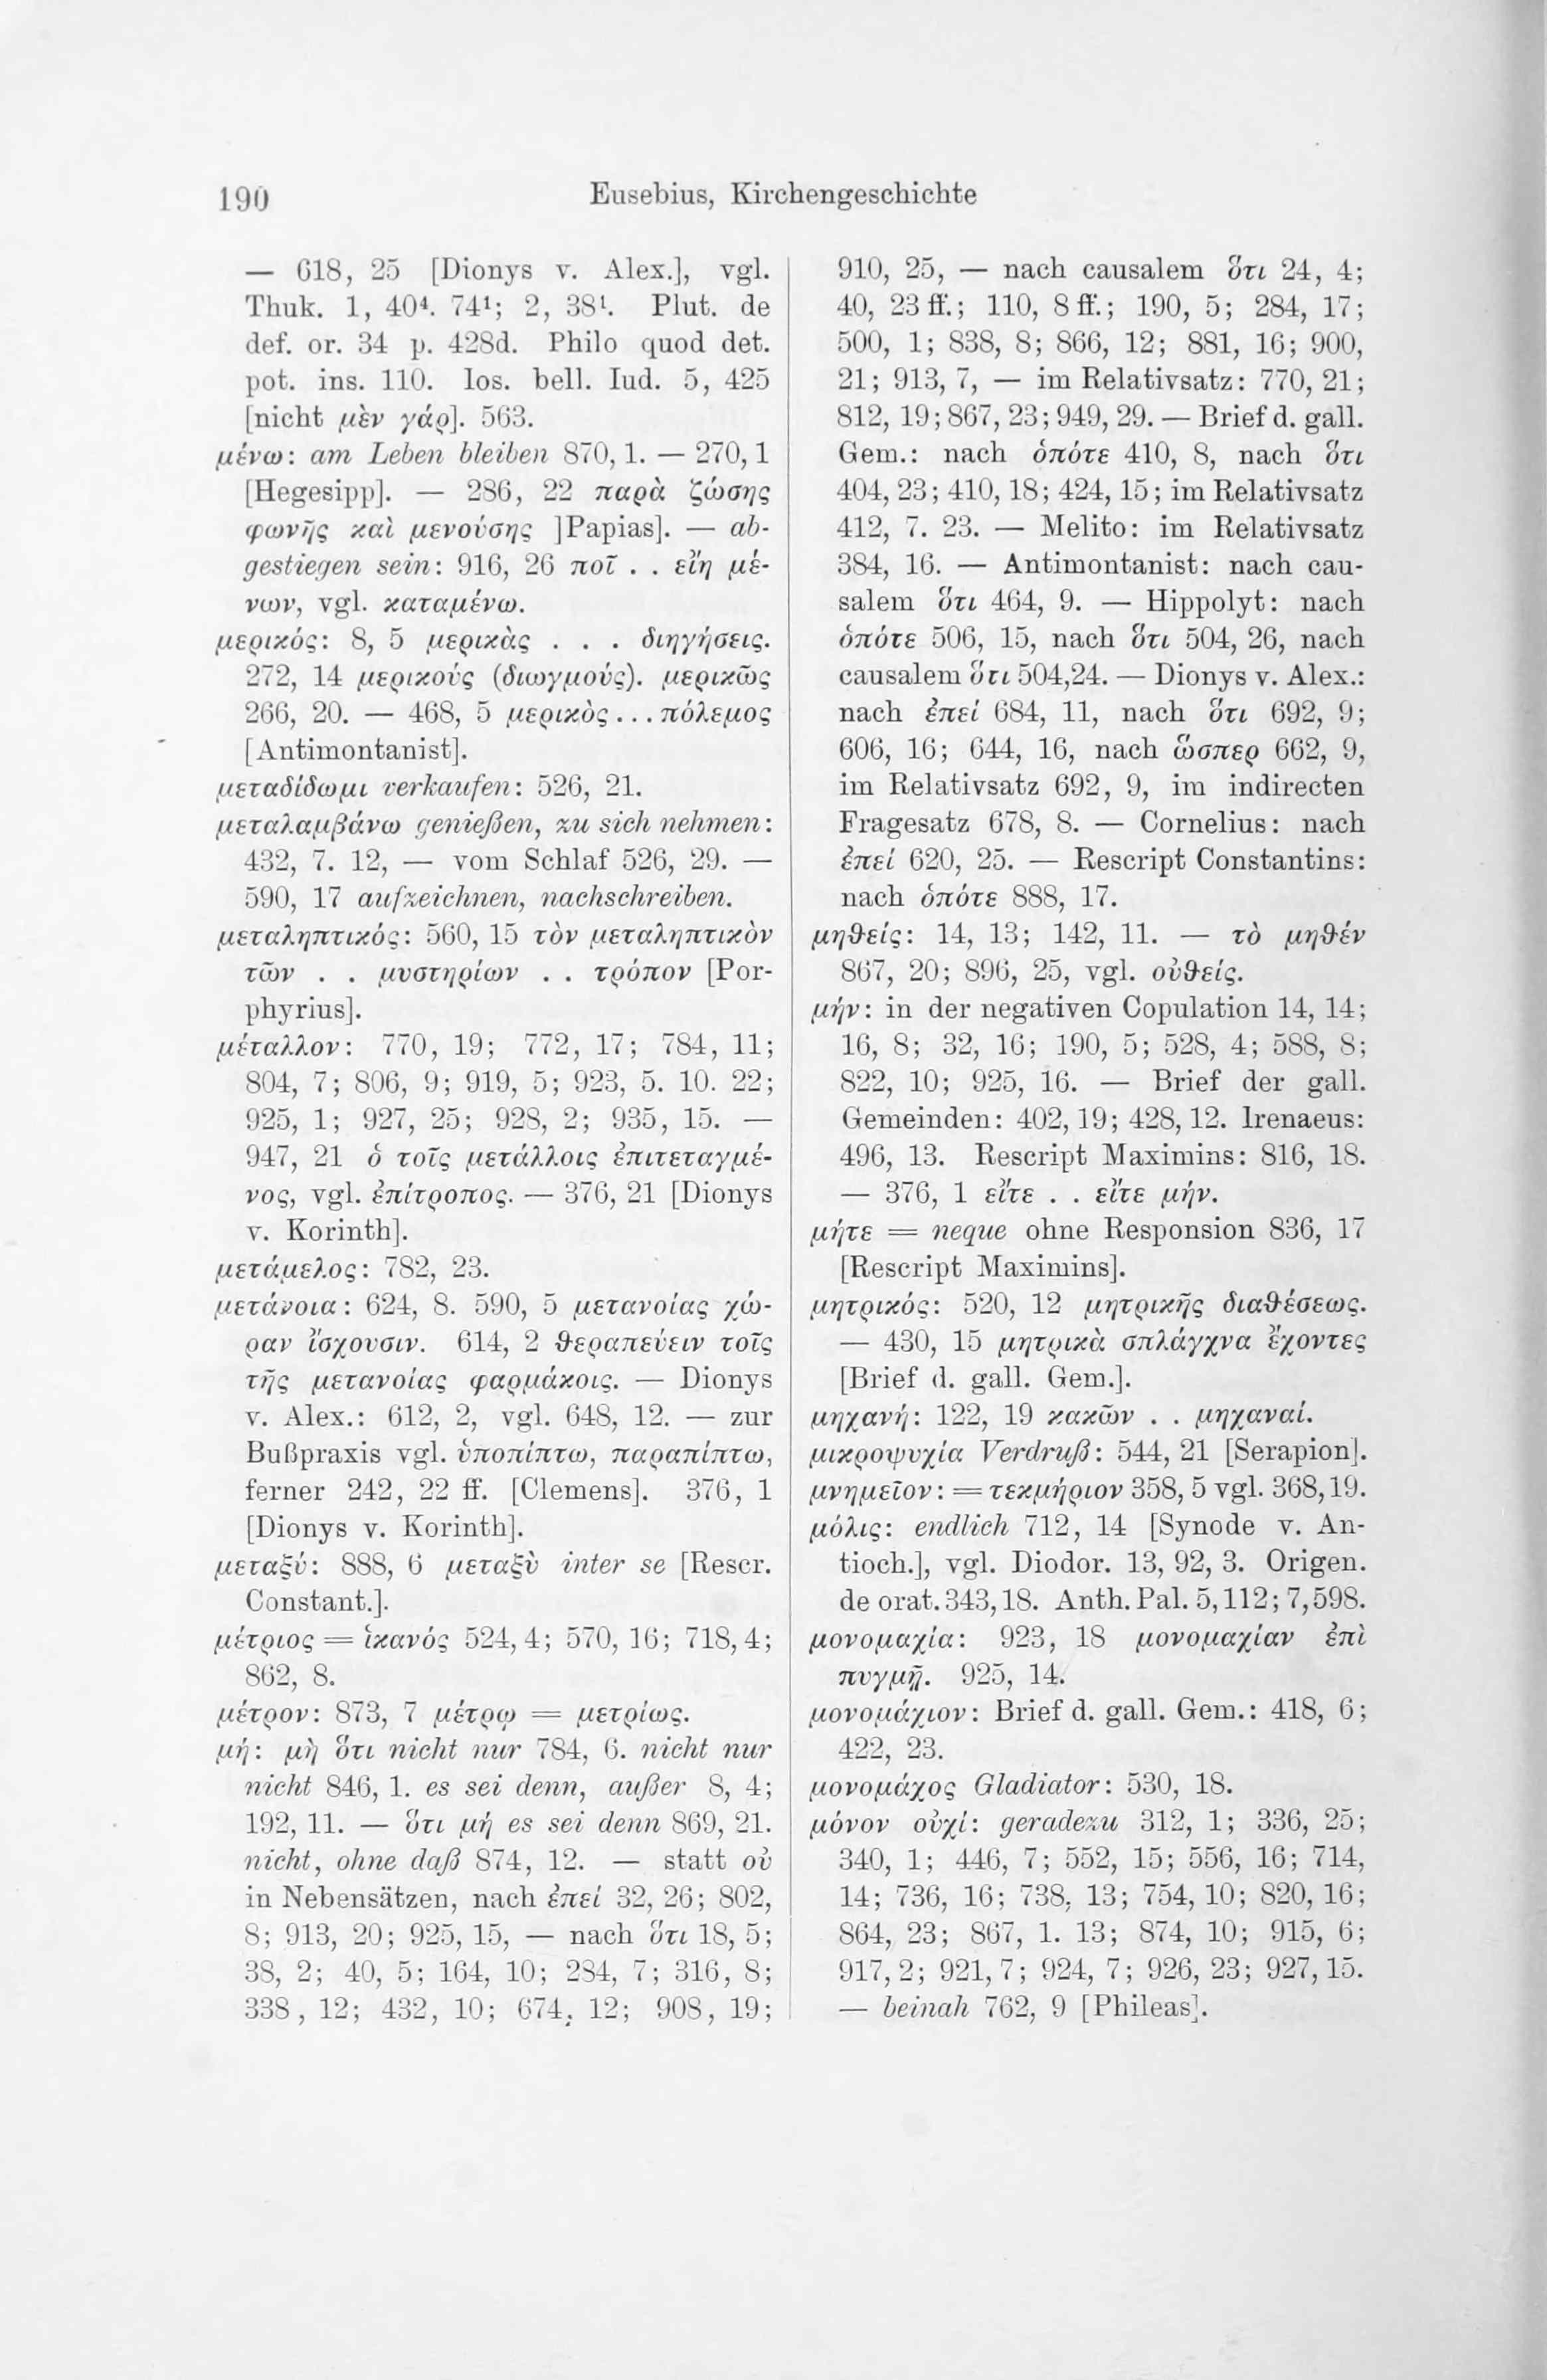 190
Eusebius, Kirchengeschichte
— 618, 25 [Dionys v. Alex.], vgl.
Thuk. 1, 40⁴. 74¹; 2, 38¹. Plut. de
def. or. 34 p. 428d. Philo quod det.
pot. ins. 110. Ios. bell. Iud. 5, 425
[nicht μὲν γάρ]. 563.
μένω: am Leben bleiben 870, 1. — 270, 1
[Hegesipp]. — 286, 22 παρὰ ζώσης
φωνῆς καὶ μενούσης ]Papias]. — ab-
gestiegen sein: 916, 26 ποῖ . . εἴη μέ-
νων, vgl. καταμένω.
μερικός: 8, 5 μερικὰς . . . διηγήσεις.
272, 14 μερικούς (διωγμούς). μερικῶς
266, 20. — 468, 5 μερικὸς ... πόλεμος
[Antimontanist].
μεταδίδωμι verkaufen: 526, 21.
μεταλαμβάνω genießen, zu sich nehmen:
432, 7. 12, — vom Schlaf 526, 29. —
590, 17 aufzeichnen, nachschreiben.
μεταληπτικός: 560, 15 τὸν μεταληπτικὸν
τῶν . . μυστηρίων . . τρόπον [Por-
phyrius].
μέταλλον: 770, 19; 772, 17; 784, 11;
804, 7; 806, 9; 919, 5; 923, 5. 10. 22;
925, 1; 927, 25; 928, 2; 935, 15. —
947, 21 ὁ τοῖς μετάλλοις ἐπιτεταγμέ-
νος, vgl. ἐπίτροπος. — 376, 21 [Dionys
v. Korinth].
μετάμελος: 782, 23.
μετάνοια: 624, 8. 590, 5 μετανοίας χώ-
ραν ἴσχουσιν. 614, 2 θεραπεύειν τοῖς
τῆς μετανοίας φαρμάκοις. — Dionys
v. Alex.: 612, 2, vgl. 648, 12. — zur
Bußpraxis vgl. ὑποπίπτω, παραπίπτω,
ferner 242, 22 ff. [Clemens]. 376, 1
[Dionys v. Korinth].
μεταξύ: 888, 6 μεταξὺ inter se [Rescr.
Constant.].
μέτριος = ἱκανός 524, 4; 570, 16; 718, 4;
862, 8.
μέτρον: 873, 7 μέτρῳ = μετρίως.
μή: μὴ ὅτι nicht nur 784, 6. nicht nur
nicht 846, 1. es sei denn, außer 8, 4;
192, 11. — ὅτι μή es sei denn 869, 21.
nicht, ohne daß 874, 12. — statt οὐ
in Nebensätzen, nach ἐπεί 32, 26; 802,
8; 913, 20; 925, 15, — nach ὅτι 18, 5;
38, 2; 40, 5; 164, 10; 284, 7; 316, 8;
338, 12; 432, 10; 674, 12; 908, 19;
910, 25, — nach causalem ὅτι 24, 4;
40, 23 ff.; 110, 8 ff.; 190, 5; 284, 17;
500, 1; 838, 8; 866, 12; 881, 16; 900,
21; 913, 7, — im Relativsatz: 770, 21;
812, 19; 867, 23; 949, 29. — Brief d. gall.
Gem.: nach ὁπότε 410, 8, nach ὅτι
404, 23; 410, 18; 424, 15; im Relativsatz
412, 7. 23. — Melito: im Relativsatz
384, 16. — Antimontanist: nach cau-
salem ὅτι 464, 9. — Hippolyt: nach
ὁπότε 506, 15, nach ὅτι 504, 26, nach
causalem ὅτι 504,24. — Dionys v. Alex.:
nach ἐπεί 684, 11, nach ὅτι 692, 9;
606, 16; 644, 16, nach ὥσπερ 662, 9,
im Relativsatz 692, 9, im indirecten
Fragesatz 678, 8. — Cornelius: nach
ἐπεί 620, 25. — Rescript Constantins:
nach ὁπότε 888, 17.
μηθείς: 14, 13; 142, 11. — τὸ μηθέν
867, 20; 896, 25, vgl. οὐθείς.
μήν: in der negativen Copulation 14, 14;
16, 8; 32, 16; 190, 5; 528, 4; 588, 8;
822, 10; 925, 16. — Brief der gall.
Gemeinden: 402, 19; 428, 12. Irenaeus:
496, 13. Rescript Maximins: 816, 18.
— 376, 1 εἴτε . . εἴτε μήν.
μήτε = neque ohne Responsion 836, 17
[Rescript Maximins].
μητρικός: 520, 12 μητρικῆς διαθέσεως.
— 430, 15 μητρικὰ σπλάγχνα ἔχοντες
[Brief d. gall. Gem.].
μηχανή: 122, 19 κακῶν . . μηχαναί.
μικροψυχία Verdruß: 544, 21 [Serapion].
μνημεῖον: = τεκμήριον 358, 5 vgl. 368, 19.
μόλις: endlich 712, 14 [Synode v. An-
tioch.], vgl. Diodor. 13, 92, 3. Origen.
de orat. 343, 18. Anth. Pal. 5, 112; 7, 598.
μονομαχία: 923, 18 μονομαχίαν ἐπὶ
πυγμῇ. 925, 14.
μονομάχιον: Brief d. gall. Gem.: 418, 6;
422, 23.
μονομάχος Gladiator: 530, 18.
μόνον οὐχί: geradezu 312, 1; 336, 25;
340, 1; 446, 7; 552, 15; 556, 16; 714,
14; 736, 16; 738, 13; 754, 10; 820, 16;
864, 23; 867, 1. 13; 874, 10; 915, 6;
917, 2; 921, 7; 924, 7; 926, 23; 927, 15.
— beinah 762, 9 [Phileas].